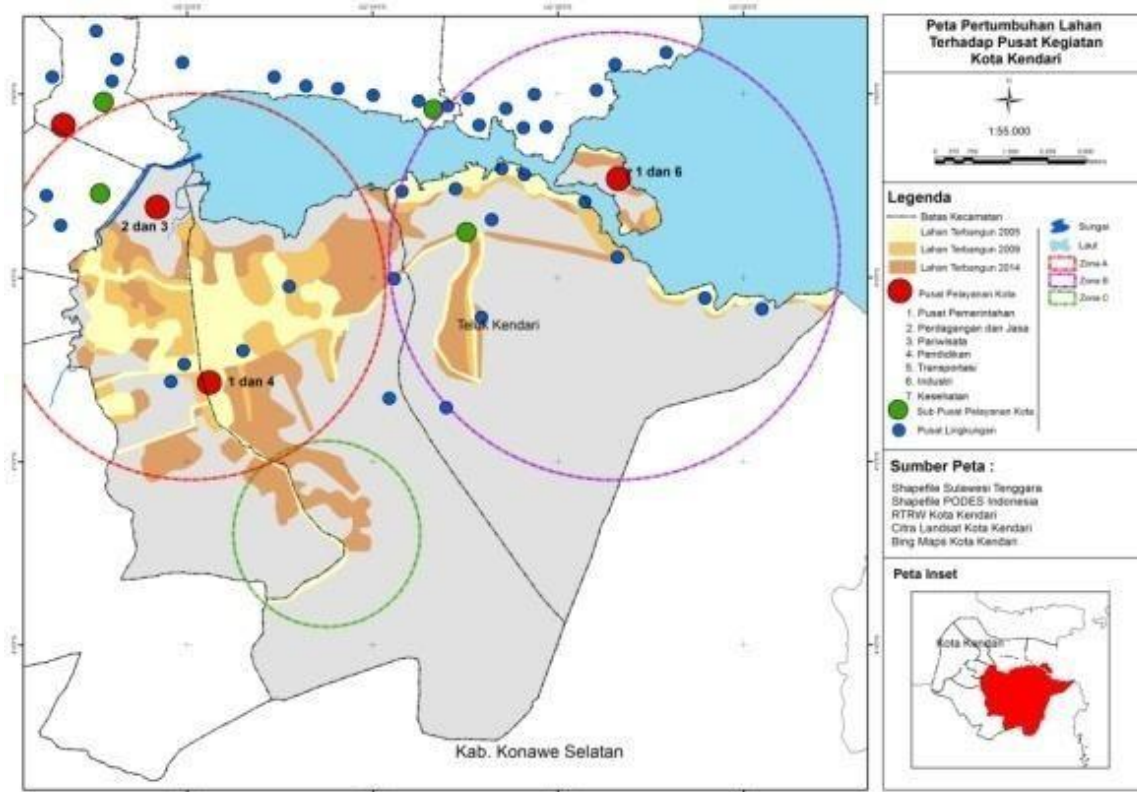 Peta Pertumbuhan Lahan
Terhadap Pusat Kegiatan
Kota Kendari
1:55.000
Legenda
Batas Kecamatan
Lahan Terbangun 2005
Lahan Terbangun 2009
Lahan Terbangun 2014
Pusat Pelayanan Kota
1. Pusat Pemerintahan
2. Perdagangan dan Jasa
3. Pariwisata
4. Pendidikan
5. Transportasi
6. Industri
7. Kesehatan
Sub Pusat Pelayanan Kota
Pusat Lingkungan
Sungai
Laut
Zona A
Zona B
Zona C
Sumber Peta :
Shapefile Sulawesi Tenggara
Shapefile PODES Indonesia
RTRW Kota Kendari
Citra Landsat Kota Kendari
Bing Maps Kota Kendari
Peta Inset
Kota Kendari
1 dan 6
2 dan 3
Teluk Kendari
1 dan 4
Kab. Konawe Selatan